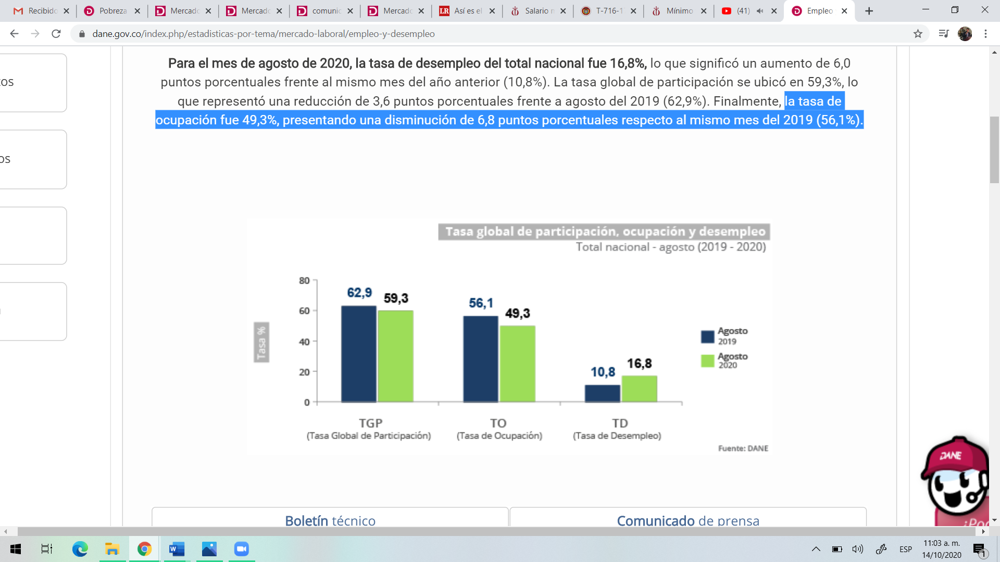 Recibido
Pobreza
Mercado
Mercado
comunic
Mercado
LR Así es el
Salario m
T-716-1
Mínimo
(41)
Empleo
dane.gov.co/index.php/estadisticas-por-tema/mercado-laboral/empleo-y-desempleo
Para el mes de agosto de 2020, la tasa de desempleo del total nacional fue 16,8%, lo que significó un aumento de 6,0
puntos porcentuales frente al mismo mes del año anterior (10,8%). La tasa global de participación se ubicó en 59,3%, lo
que representó una reducción de 3,6 puntos porcentuales frente a agosto del 2019 (62,9%). Finalmente, la tasa de
ocupación fue 49,3%, presentando una disminución de 6,8 puntos porcentuales respecto al mismo mes del 2019 (56,1%).
Tasa global de participación, ocupación y desempleo
Total nacional - agosto (2019 - 2020)
Tasa %
80
60
40
20
0
62,9
59,3
56,1
49,3
10,8
16,8
TGP
(Tasa Global de Participación)
TO
(Tasa de Ocupación)
TD
(Tasa de Desempleo)
Agosto
2019
Agosto
2020
Fuente: DANE
DANE
Boletín técnico
Comunicado de prensa
ESP
11:03 a. m.
14/10/2020
1